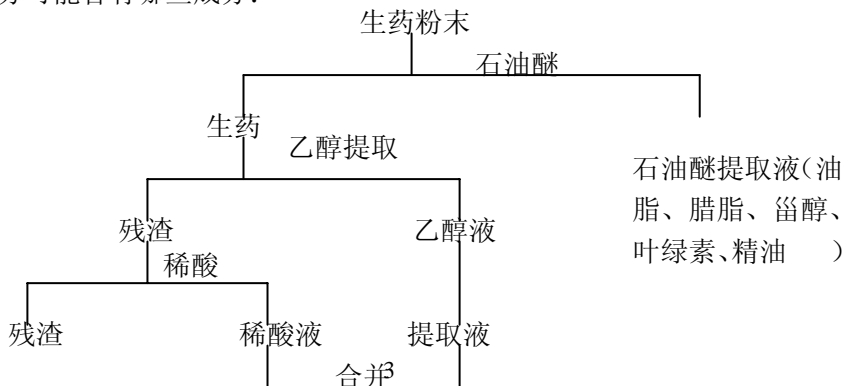 生药粉末
石油醚
生药
乙醇提取
石油醚提取液(油
脂、腊脂、甾醇、
叶绿素、精油 )
残渣
乙醇液
稀酸
残渣
稀酸液
提取液
合并3